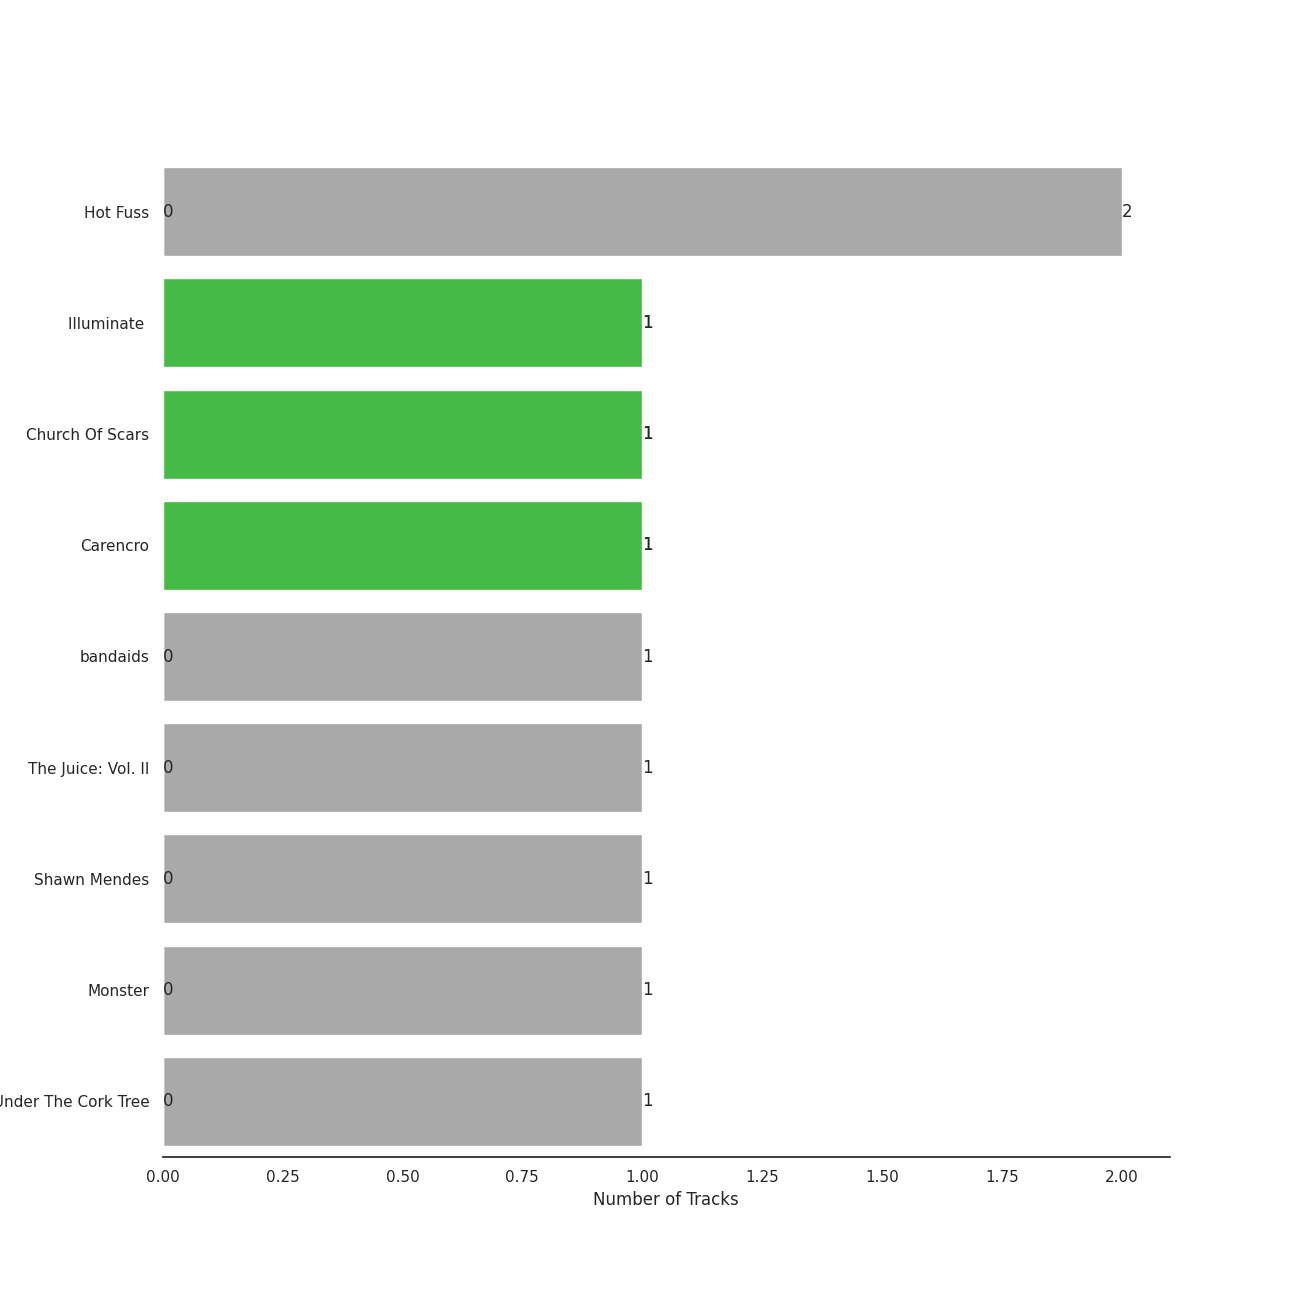 Hot Fuss 0 2
Illuminate 1
Church Of Scars 1
Carencro 1
bandaids 0 1
The Juice: Vol. II 0 1
Shawn Mendes 0 1
Monster 0 1
Under The Cork Tree 0 1
0.00 0.25 0.50 0.75 1.00 1.25 1.50 1.75 2.00
Number of Tracks